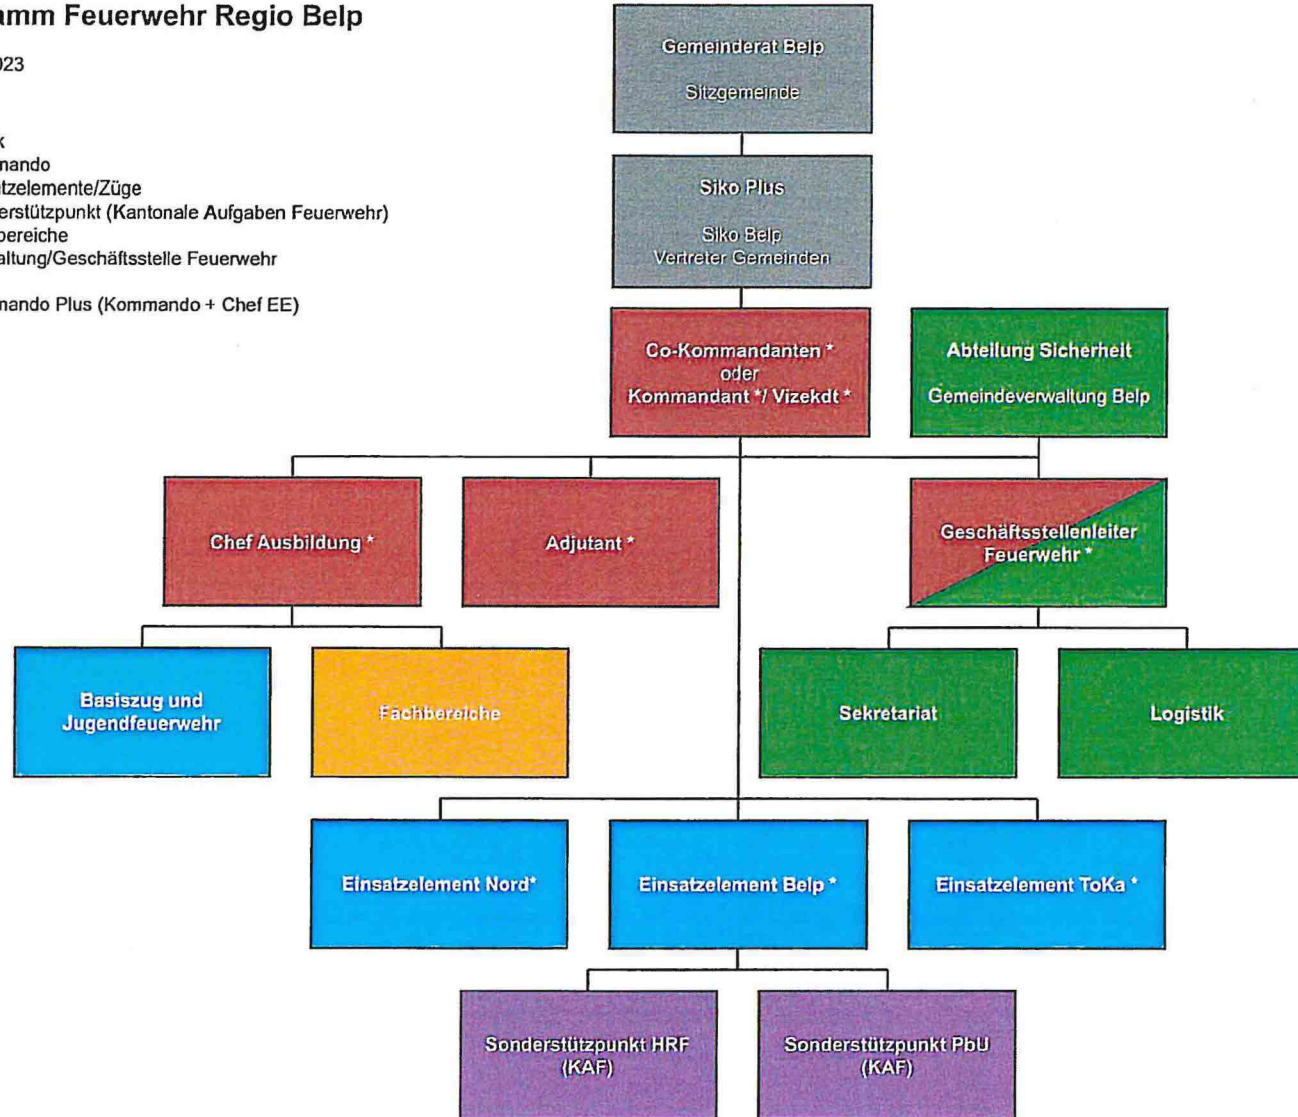 amm Feuerwehr Regio Belp
023
k
mando
tzelemente/Züge
erstützpunkt (Kantonale Aufgaben Feuerwehr)
bereiche
altung/Geschäftsstelle Feuerwehr
mando Plus (Kommando + Chef EE)
Gemeinderat Belp
Sitzgemeinde
Siko Plus
Siko Belp
Vertreter Gemeinden
Co-Kommandanten *
oder
Kommandant */ Vizekdt *
Abteilung Sicherheit
Gemeindeverwaltung Belp
Chef Ausbildung *
Adjutant *
Geschäftsstellenleiter
Feuerwehr *
Basiszug und
Jugendfeuerwehr
Fachbereiche
Sekretariat
Logistik
Einsatzelement Nord*
Einsatzelement Belp *
Einsatzelement ToKa *
Sonderstützpunkt HRF
(KAF)
Sonderstützpunkt PbU
(KAF)